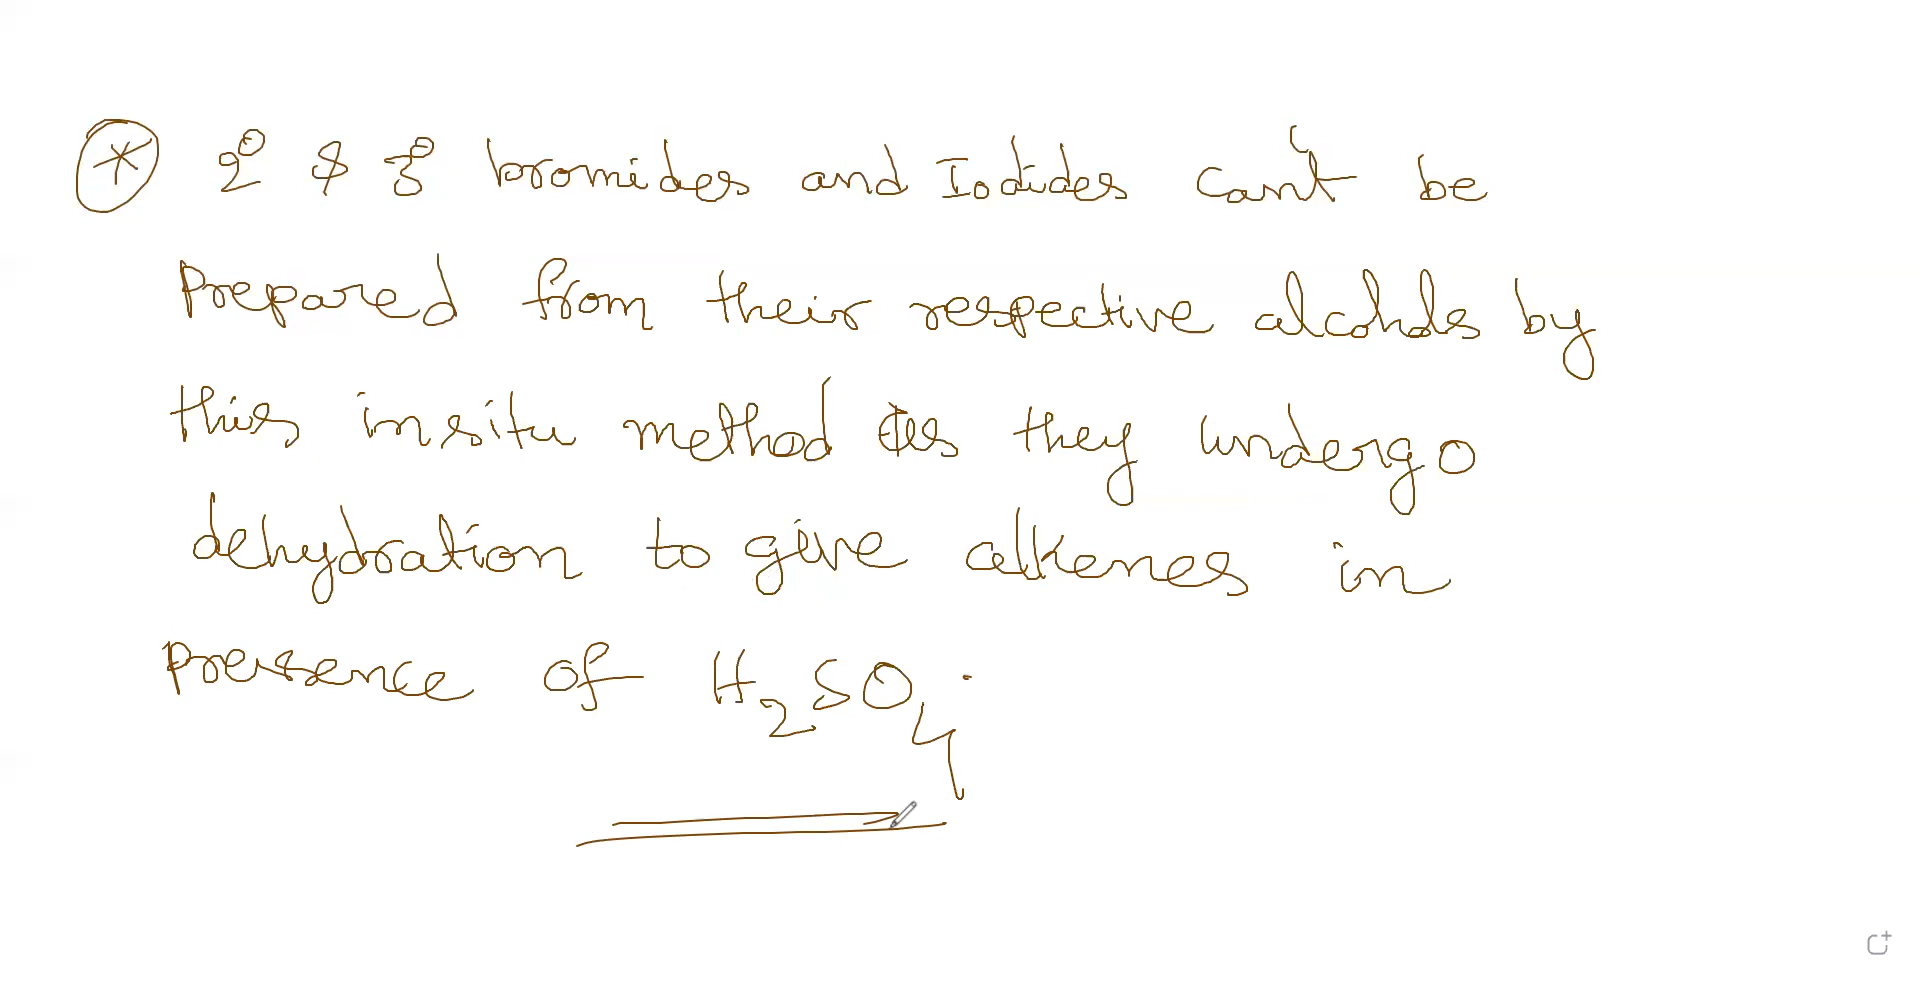 * 2° & 3° bromides and Iodides can't be
Prepared from their respective alcohols by
this insitu method as they undergo
dehydration to give alkenes in
presence of H₂SO₄.